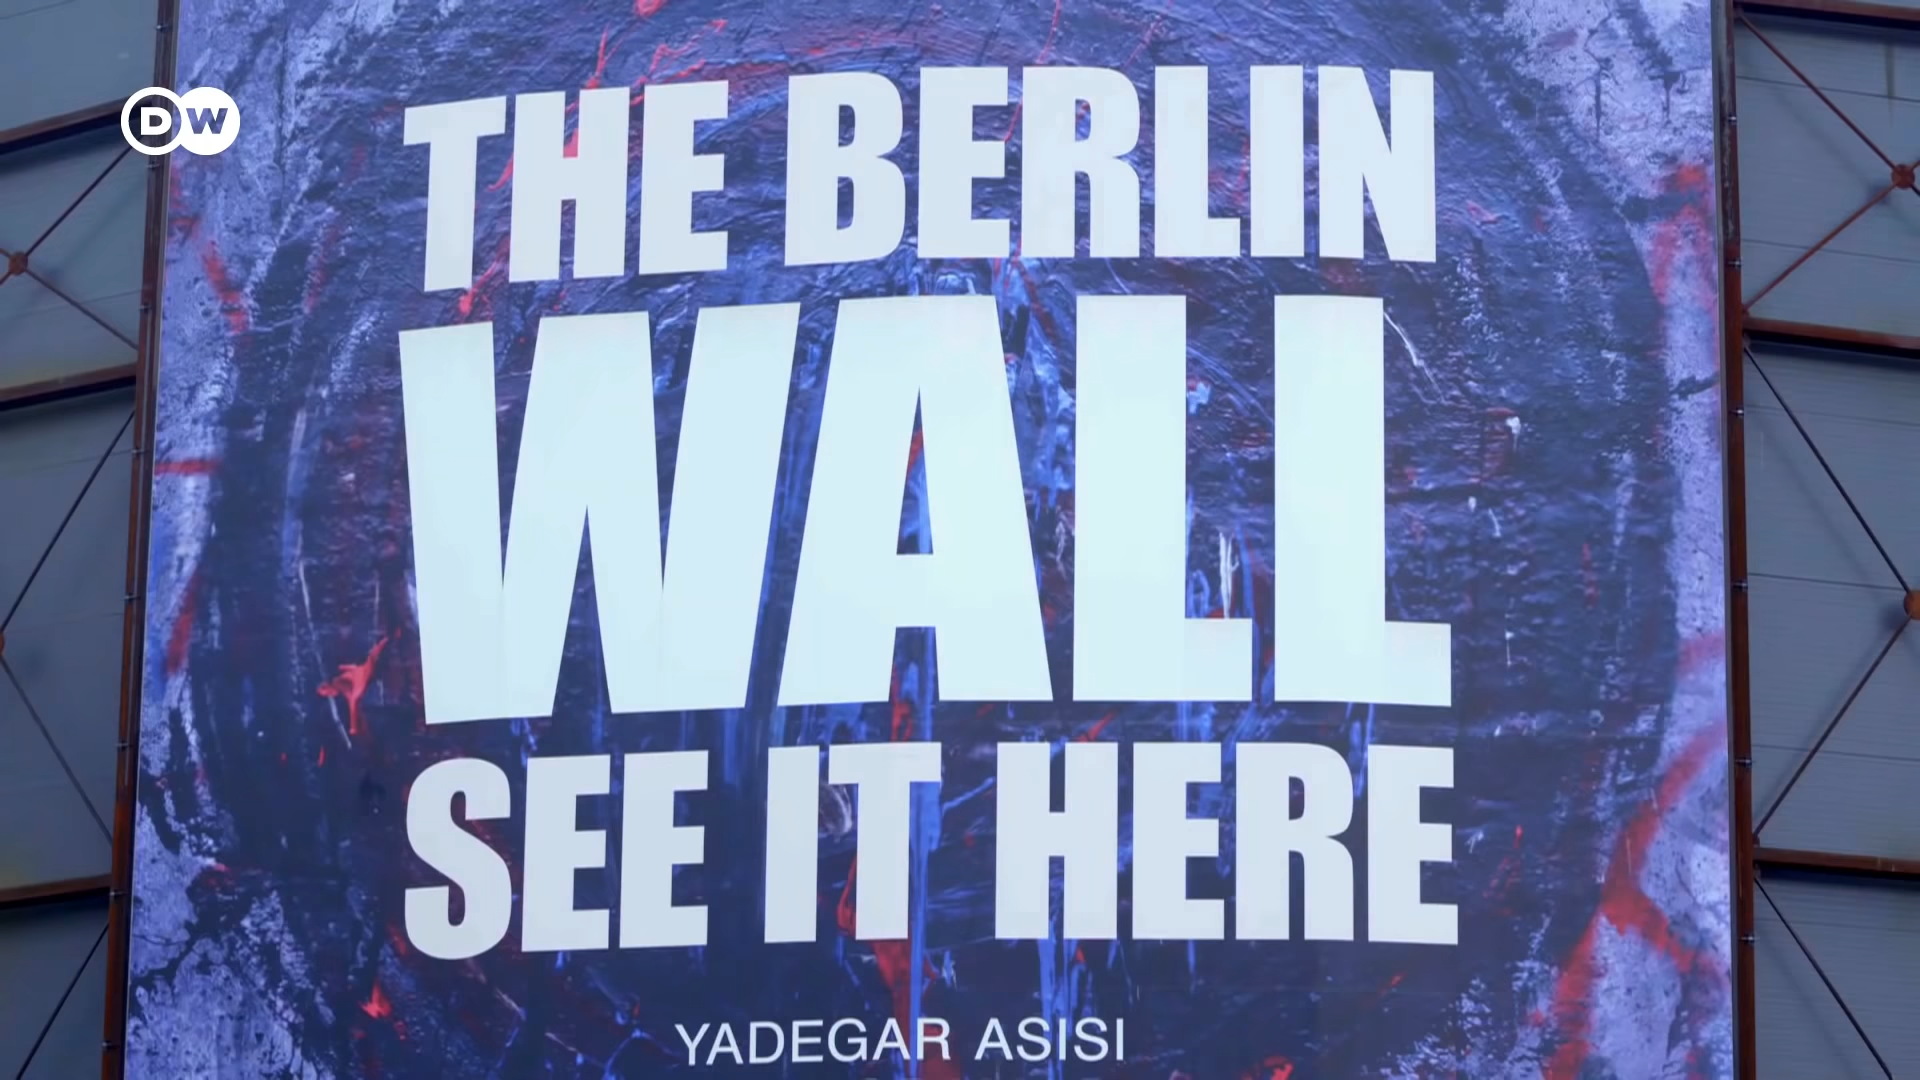 DW
THE BERLIN
WALL
SEE IT HERE
YADEGAR ASISI